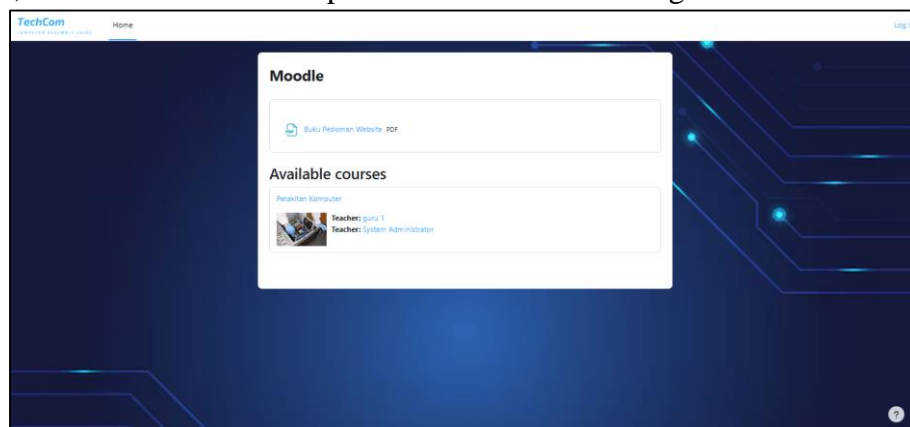 TechCom
COMPUTER ASSEMBLY GUIDE
Home
Log
Moodle
Buku Pedoman Website PDF
Available courses
Perakitan Komputer
Teacher: guru 1
Teacher: System Administrator
?